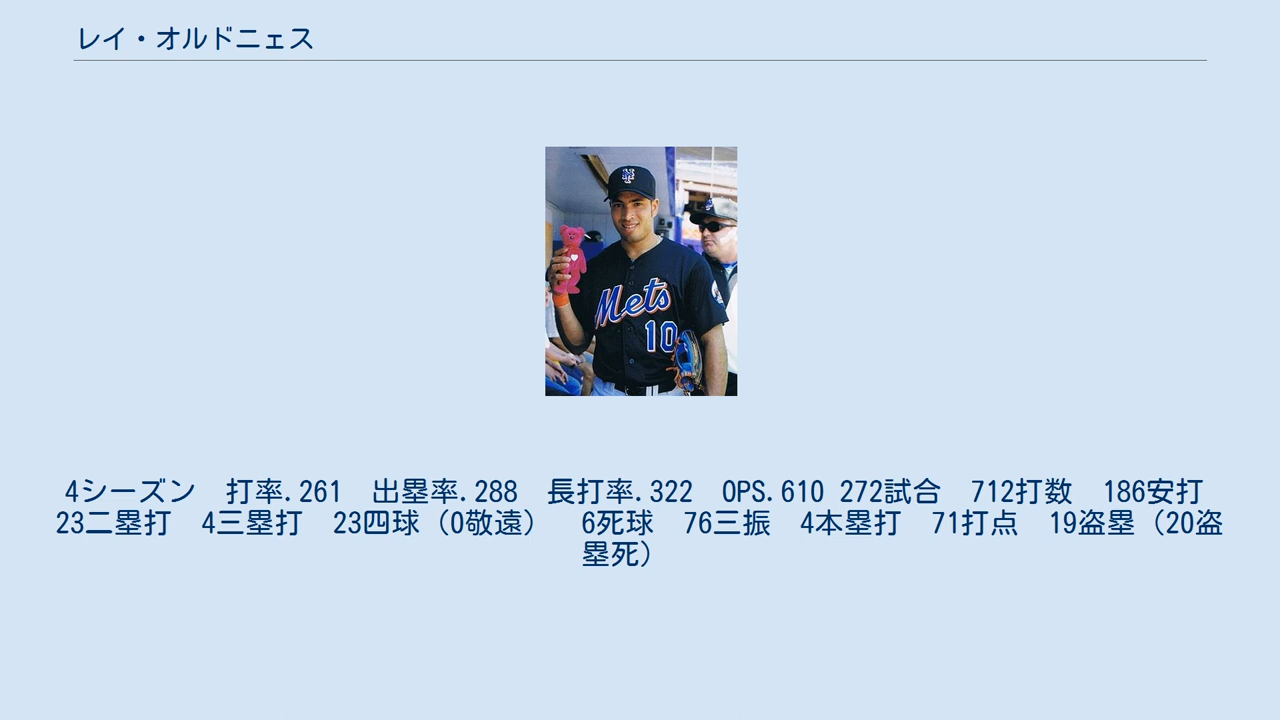 レイ・オルドニェス
Mets
10
4シーズン　打率.261　出塁率.288　長打率.322　OPS.610 272試合　712打数　186安打
23二塁打　4三塁打　23四球（0敬遠）　6死球　76三振　4本塁打　71打点　19盗塁（20盗
塁死）